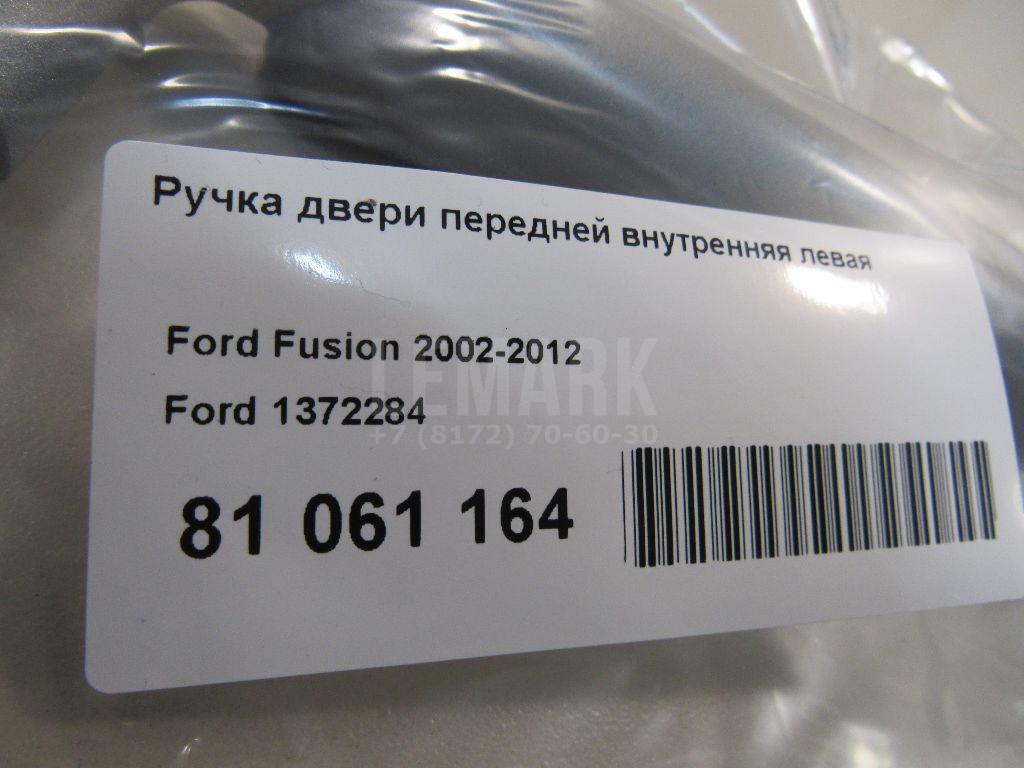 Ручка двери передней внутренняя левая
Ford Fusion 2002-2012
LEMARK
Ford 1372284
+7 (8172) 70-60-30
81 061 164